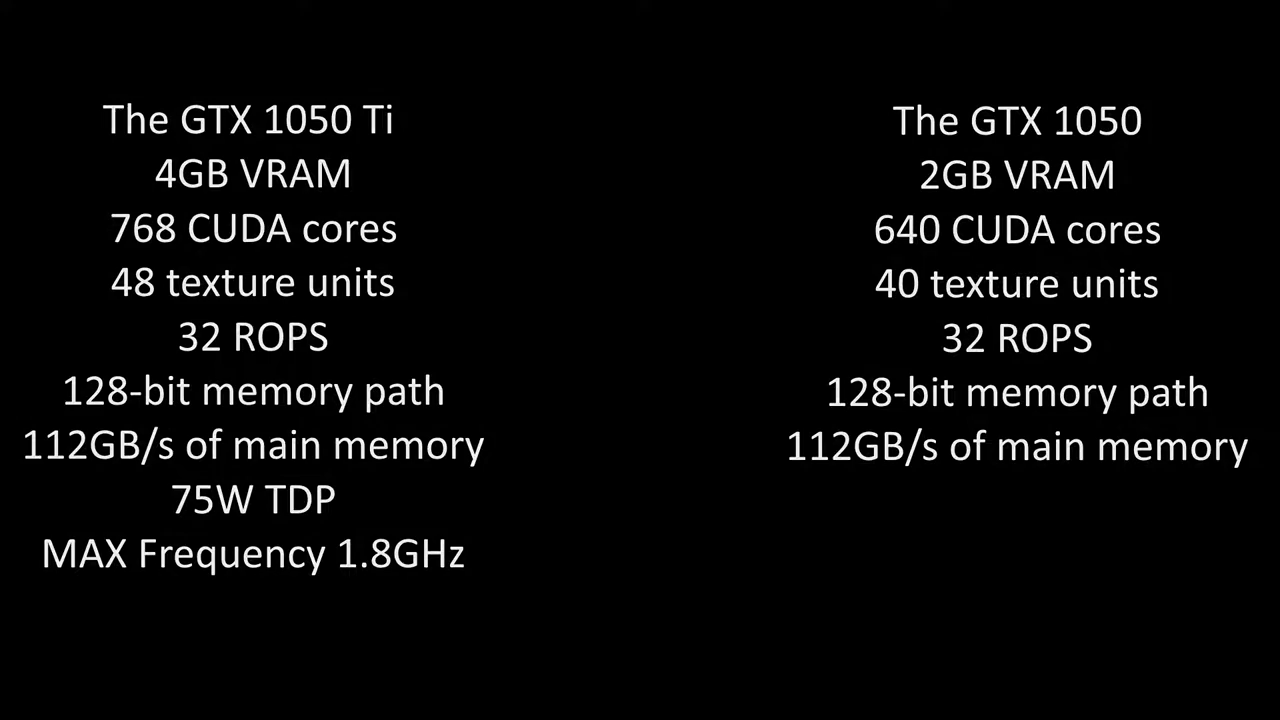 The GTX 1050 Ti
4GB VRAM
768 CUDA cores
48 texture units
32 ROPS
128-bit memory path
112GB/s of main memory
75W TDP
MAX Frequency 1.8GHz
The GTX 1050
2GB VRAM
640 CUDA cores
40 texture units
32 ROPS
128-bit memory path
112GB/s of main memory